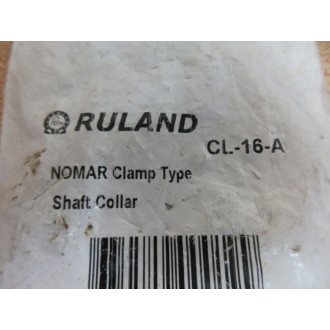 RULAND
CL-16-A
NOMAR Clamp Type
Shaft Collar